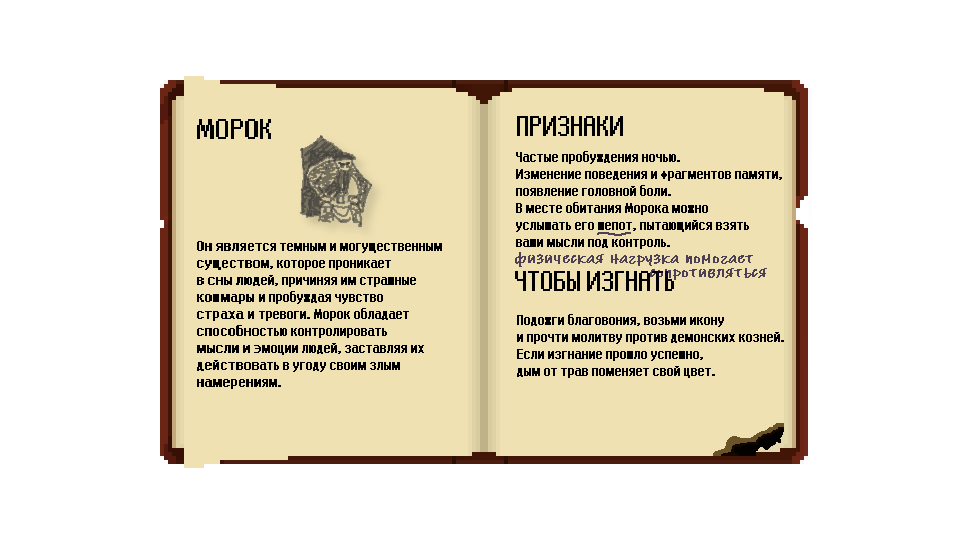 МОРОК
Он является темным и могущественным
существом, которое проникает
в сны людей, причиняя им страшные
кошмары и пробуждая чувство
страха и тревоги. Морок обладает
способностью контролировать
мысли и эмоции людей, заставляя их
действовать в угоду своим злым
намерениям.
ПРИЗНАКИ
Частые пробуждения ночью.
Изменение поведения и фрагментов памяти,
появление головной боли.
В месте обитания Морока можно
услышать его шепот, пытающийся взять
ваши мысли под контроль.
физическая нагрузка помогает
сопротивляться
ЧТОБЫ ИЗГНАТЬ
Подожги благовония, возьми икону
и прочти молитву против демонских козней.
Если изгнание прошло успешно,
дым от трав поменяет свой цвет.